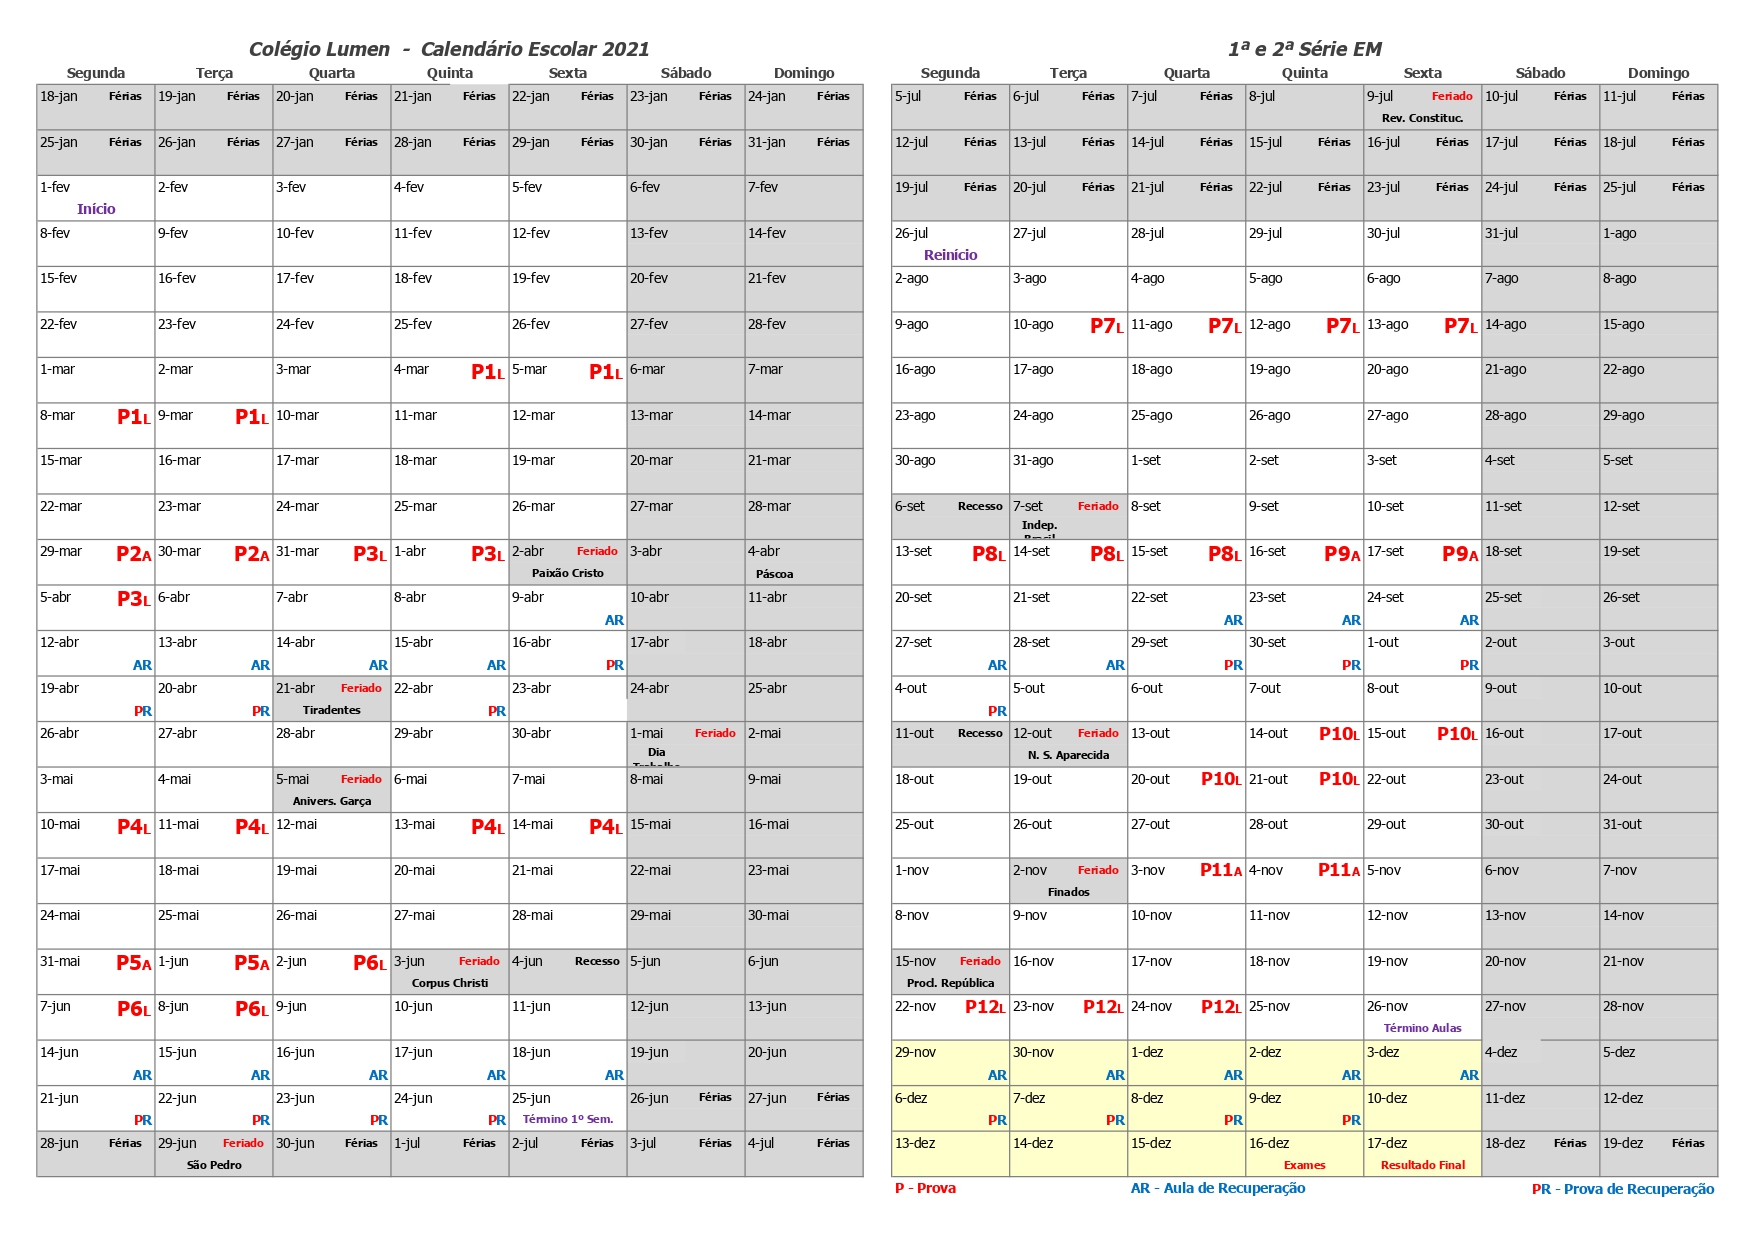 Colégio Lumen - Calendário Escolar 2021
Segunda Terça Quarta Quinta Sexta Sábado Domingo
18-jan Férias 19-jan Férias 20-jan Férias 21-jan Férias 22-jan Férias 23-jan Férias 24-jan Férias
25-jan Férias 26-jan Férias 27-jan Férias 28-jan Férias 29-jan Férias 30-jan Férias 31-jan Férias
1-fev 2-fev 3-fev 4-fev 5-fev 6-fev 7-fev
Início
8-fev 9-fev 10-fev 11-fev 12-fev 13-fev 14-fev
15-fev 16-fev 17-fev 18-fev 19-fev 20-fev 21-fev
22-fev 23-fev 24-fev 25-fev 26-fev 27-fev 28-fev
1-mar 2-mar 3-mar 4-mar P1L 5-mar P1L 6-mar 7-mar
8-mar P1L 9-mar P1L 10-mar 11-mar 12-mar 13-mar 14-mar
15-mar 16-mar 17-mar 18-mar 19-mar 20-mar 21-mar
22-mar 23-mar 24-mar 25-mar 26-mar 27-mar 28-mar
29-mar P2A 30-mar P2A 31-mar P3L 1-abr P3L 2-abr Feriado 3-abr 4-abr
Paixão Cristo Páscoa
5-abr P3L 6-abr 7-abr 8-abr 9-abr 10-abr 11-abr
AR
12-abr 13-abr 14-abr 15-abr 16-abr 17-abr 18-abr
AR AR AR AR PR
19-abr 20-abr 21-abr Feriado 22-abr 23-abr 24-abr 25-abr
PR PR Tiradentes PR
26-abr 27-abr 28-abr 29-abr 30-abr 1-mai Feriado 2-mai
Dia
Trabalho
3-mai 4-mai 5-mai Feriado 6-mai 7-mai 8-mai 9-mai
Anivers. Garça
10-mai P4L 11-mai P4L 12-mai 13-mai P4L 14-mai P4L 15-mai 16-mai
17-mai 18-mai 19-mai 20-mai 21-mai 22-mai 23-mai
24-mai 25-mai 26-mai 27-mai 28-mai 29-mai 30-mai
31-mai P5A 1-jun P5A 2-jun P6L 3-jun Feriado 4-jun Recesso 5-jun 6-jun
Corpus Christi
7-jun P6L 8-jun P6L 9-jun 10-jun 11-jun 12-jun 13-jun
14-jun 15-jun 16-jun 17-jun 18-jun 19-jun 20-jun
AR AR AR AR AR
21-jun 22-jun 23-jun 24-jun 25-jun 26-jun Férias 27-jun Férias
PR PR PR PR Término 1º Sem.
28-jun Férias 29-jun Feriado 30-jun Férias 1-jul Férias 2-jul Férias 3-jul Férias 4-jul Férias
São Pedro
1ª e 2ª Série EM
Segunda Terça Quarta Quinta Sexta Sábado Domingo
5-jul Férias 6-jul Férias 7-jul Férias 8-jul 9-jul Feriado 10-jul Férias 11-jul Férias
Rev. Constituc.
12-jul Férias 13-jul Férias 14-jul Férias 15-jul Férias 16-jul Férias 17-jul Férias 18-jul Férias
19-jul Férias 20-jul Férias 21-jul Férias 22-jul Férias 23-jul Férias 24-jul Férias 25-jul Férias
26-jul 27-jul 28-jul 29-jul 30-jul 31-jul 1-ago
Reinício
2-ago 3-ago 4-ago 5-ago 6-ago 7-ago 8-ago
9-ago 10-ago P7L 11-ago P7L 12-ago P7L 13-ago P7L 14-ago 15-ago
16-ago 17-ago 18-ago 19-ago 20-ago 21-ago 22-ago
23-ago 24-ago 25-ago 26-ago 27-ago 28-ago 29-ago
30-ago 31-ago 1-set 2-set 3-set 4-set 5-set
6-set Recesso 7-set Feriado 8-set 9-set 10-set 11-set 12-set
Indep.
Brasil
13-set P8L 14-set P8L 15-set P8L 16-set P9A 17-set P9A 18-set 19-set
20-set 21-set 22-set 23-set 24-set 25-set 26-set
AR AR AR
27-set 28-set 29-set 30-set 1-out 2-out 3-out
AR AR PR PR PR
4-out 5-out 6-out 7-out 8-out 9-out 10-out
PR
11-out Recesso 12-out Feriado 13-out 14-out P10L 15-out P10L 16-out 17-out
N. S. Aparecida
18-out 19-out 20-out P10L 21-out P10L 22-out 23-out 24-out
25-out 26-out 27-out 28-out 29-out 30-out 31-out
1-nov 2-nov Feriado 3-nov P11A 4-nov P11A 5-nov 6-nov 7-nov
Finados
8-nov 9-nov 10-nov 11-nov 12-nov 13-nov 14-nov
15-nov Feriado 16-nov 17-nov 18-nov 19-nov 20-nov 21-nov
Procl. República
22-nov P12L 23-nov P12L 24-nov P12L 25-nov 26-nov 27-nov 28-nov
Término Aulas
29-nov 30-nov 1-dez 2-dez 3-dez 4-dez 5-dez
AR AR AR AR AR
6-dez 7-dez 8-dez 9-dez 10-dez 11-dez 12-dez
PR PR PR PR
13-dez 14-dez 15-dez 16-dez 17-dez 18-dez Férias 19-dez Férias
Exames Resultado Final
P - Prova AR - Aula de Recuperação PR - Prova de Recuperação